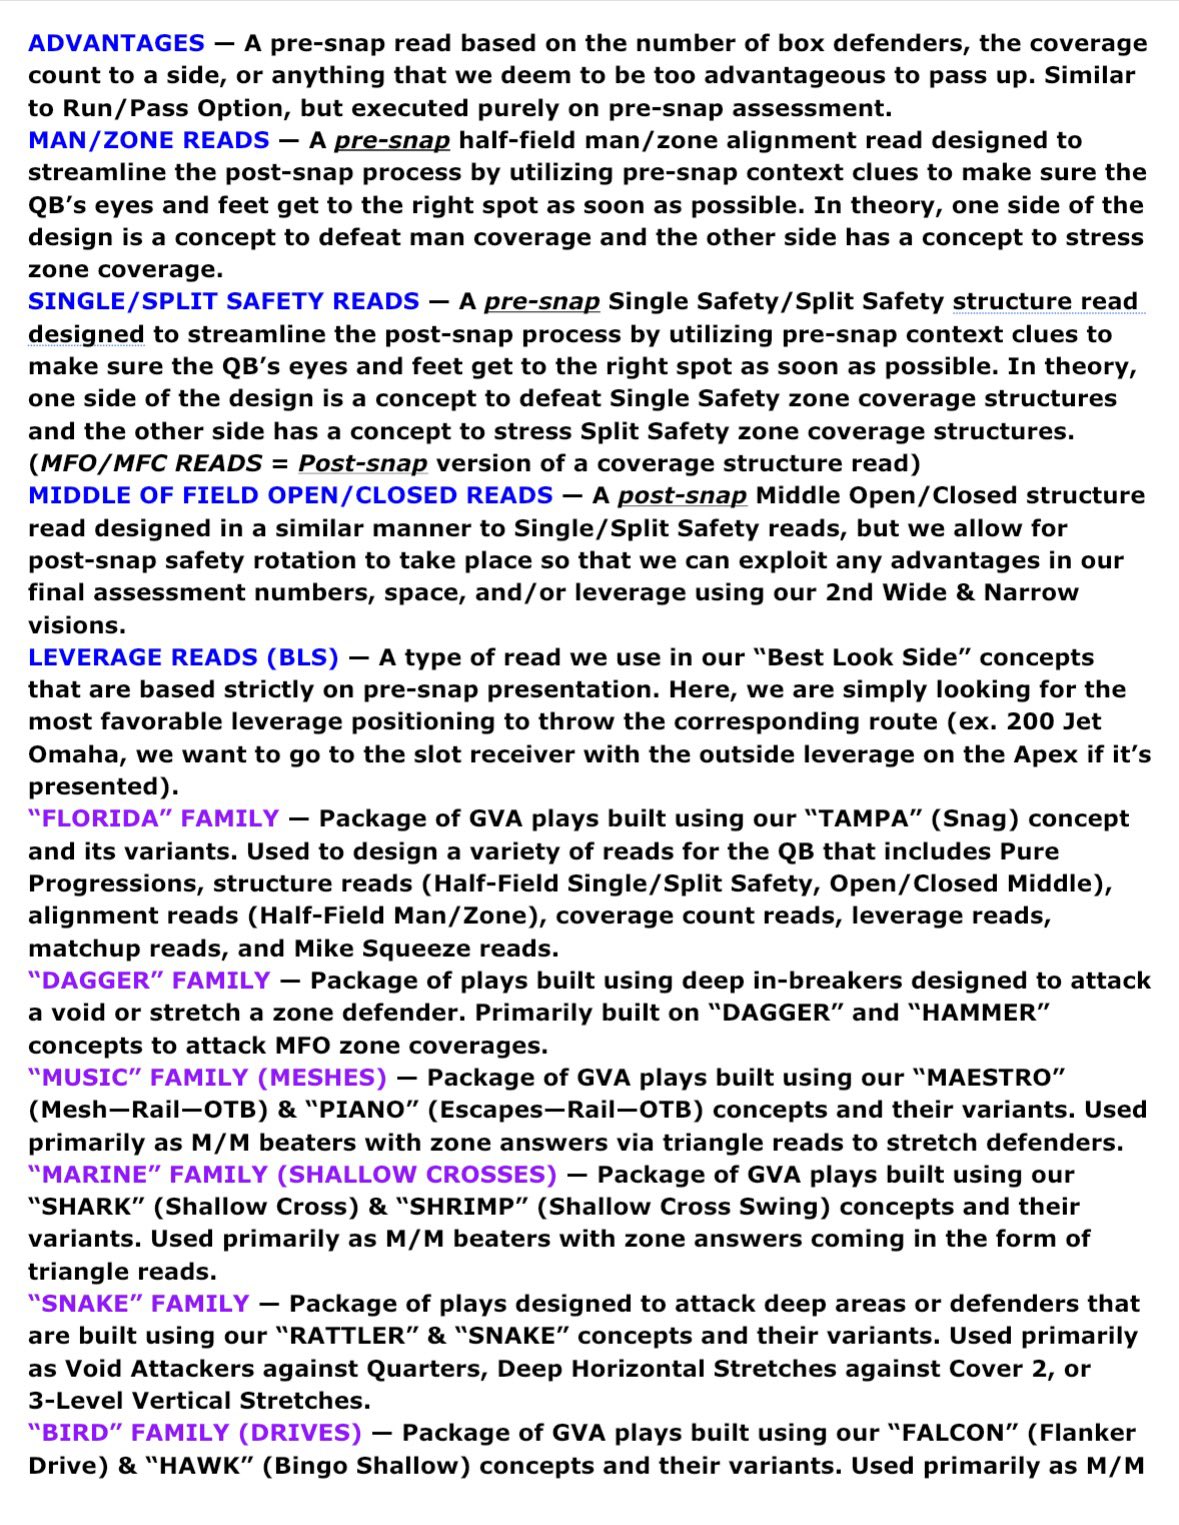 ADVANTAGES — A pre-snap read based on the number of box defenders, the coverage
count to a side, or anything that we deem to be too advantageous to pass up. Similar
to Run/Pass Option, but executed purely on pre-snap assessment.
MAN/ZONE READS — A pre-snap half-field man/zone alignment read designed to
streamline the post-snap process by utilizing pre-snap context clues to make sure the
QB’s eyes and feet get to the right spot as soon as possible. In theory, one side of the
design is a concept to defeat man coverage and the other side has a concept to stress
zone coverage.
SINGLE/SPLIT SAFETY READS — A pre-snap Single Safety/Split Safety structure read
designed to streamline the post-snap process by utilizing pre-snap context clues to
make sure the QB’s eyes and feet get to the right spot as soon as possible. In theory,
one side of the design is a concept to defeat Single Safety zone coverage structures
and the other side has a concept to stress Split Safety zone coverage structures.
(MFO/MFC READS = Post-snap version of a coverage structure read)
MIDDLE OF FIELD OPEN/CLOSED READS — A post-snap Middle Open/Closed structure
read designed in a similar manner to Single/Split Safety reads, but we allow for
post-snap safety rotation to take place so that we can exploit any advantages in our
final assessment numbers, space, and/or leverage using our 2nd Wide & Narrow
visions.
LEVERAGE READS (BLS) — A type of read we use in our “Best Look Side” concepts
that are based strictly on pre-snap presentation. Here, we are simply looking for the
most favorable leverage positioning to throw the corresponding route (ex. 200 Jet
Omaha, we want to go to the slot receiver with the outside leverage on the Apex if it’s
presented).
“FLORIDA” FAMILY — Package of GVA plays built using our “TAMPA” (Snag) concept
and its variants. Used to design a variety of reads for the QB that includes Pure
Progressions, structure reads (Half-Field Single/Split Safety, Open/Closed Middle),
alignment reads (Half-Field Man/Zone), coverage count reads, leverage reads,
matchup reads, and Mike Squeeze reads.
“DAGGER” FAMILY — Package of plays built using deep in-breakers designed to attack
a void or stretch a zone defender. Primarily built on “DAGGER” and “HAMMER”
concepts to attack MFO zone coverages.
“MUSIC” FAMILY (MESHES) — Package of GVA plays built using our “MAESTRO”
(Mesh—Rail—OTB) & “PIANO” (Escapes—Rail—OTB) concepts and their variants. Used
primarily as M/M beaters with zone answers via triangle reads to stretch defenders.
“MARINE” FAMILY (SHALLOW CROSSES) — Package of GVA plays built using our
“SHARK” (Shallow Cross) & “SHRIMP” (Shallow Cross Swing) concepts and their
variants. Used primarily as M/M beaters with zone answers coming in the form of
triangle reads.
“SNAKE” FAMILY — Package of plays designed to attack deep areas or defenders that
are built using our “RATTLER” & “SNAKE” concepts and their variants. Used primarily
as Void Attackers against Quarters, Deep Horizontal Stretches against Cover 2, or
3-Level Vertical Stretches.
“BIRD” FAMILY (DRIVES) — Package of GVA plays built using our “FALCON” (Flanker
Drive) & “HAWK” (Bingo Shallow) concepts and their variants. Used primarily as M/M